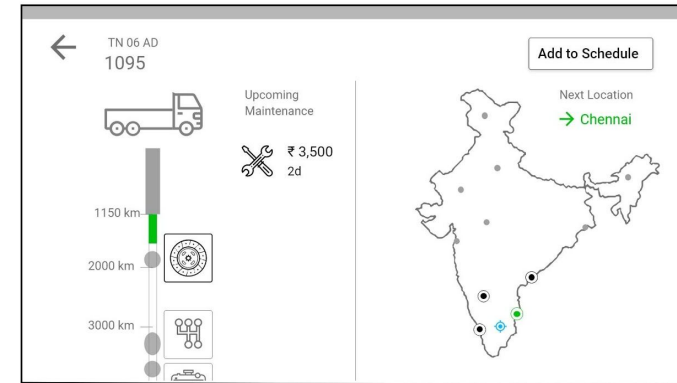 TN 06 AD
1095
Add to Schedule
Upcoming
Maintenance
₹ 3,500
2d
Next Location
→ Chennai
1150 km
2000 km
3000 km